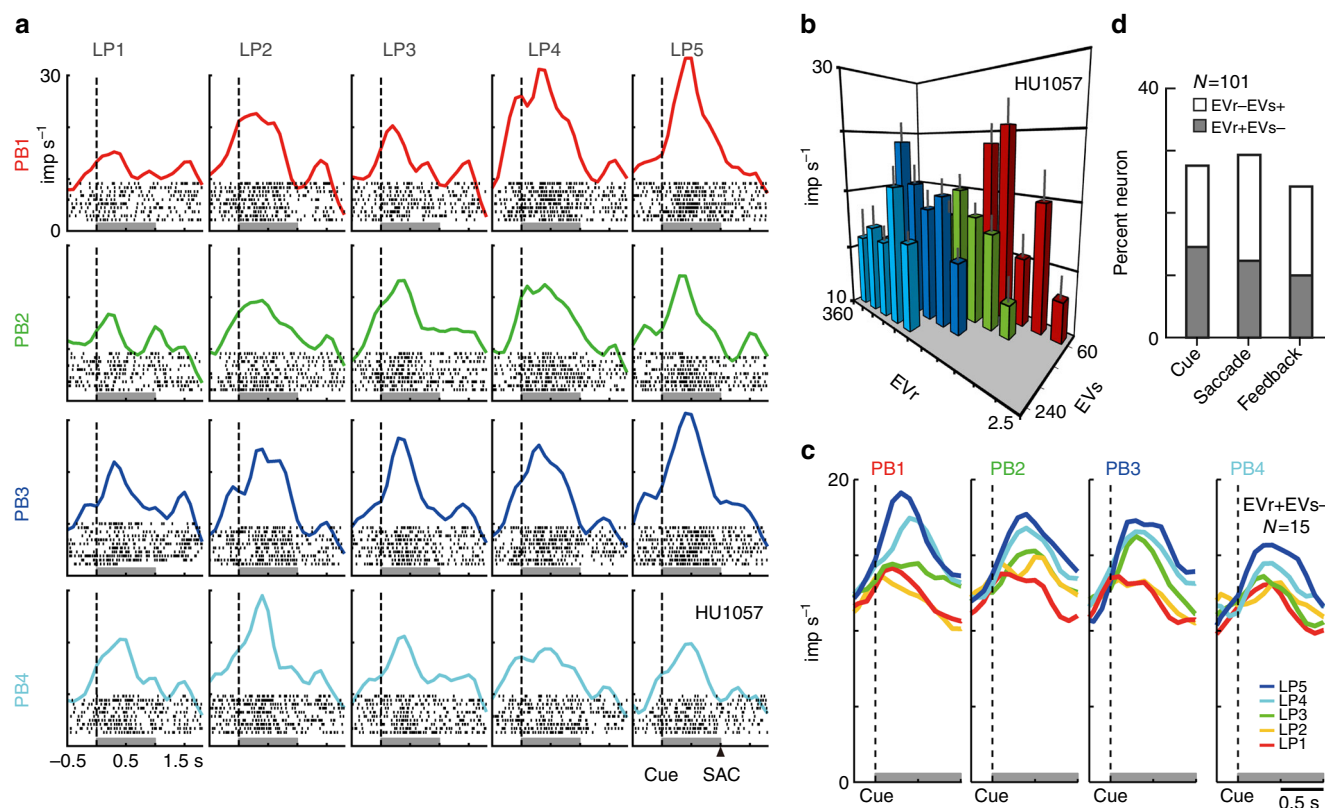 a
LP1 LP2 LP3 LP4 LP5
30
imp s⁻¹
0
PB1
PB2
PB3
PB4
HU1057
−0.5 0.5 1.5 s
Cue SAC
b
30
imp s⁻¹
10
HU1057
360
EVr
2.5
60
EVs
240
d
40
N=101
EVr−EVs+
EVr+EVs−
Percent neuron
0
Cue
Saccade
Feedback
c
PB1 PB2 PB3 PB4
20
EVr+EVs−
N=15
imp s⁻¹
LP5
LP4
LP3
LP2
LP1
0
Cue Cue Cue Cue
0.5 s